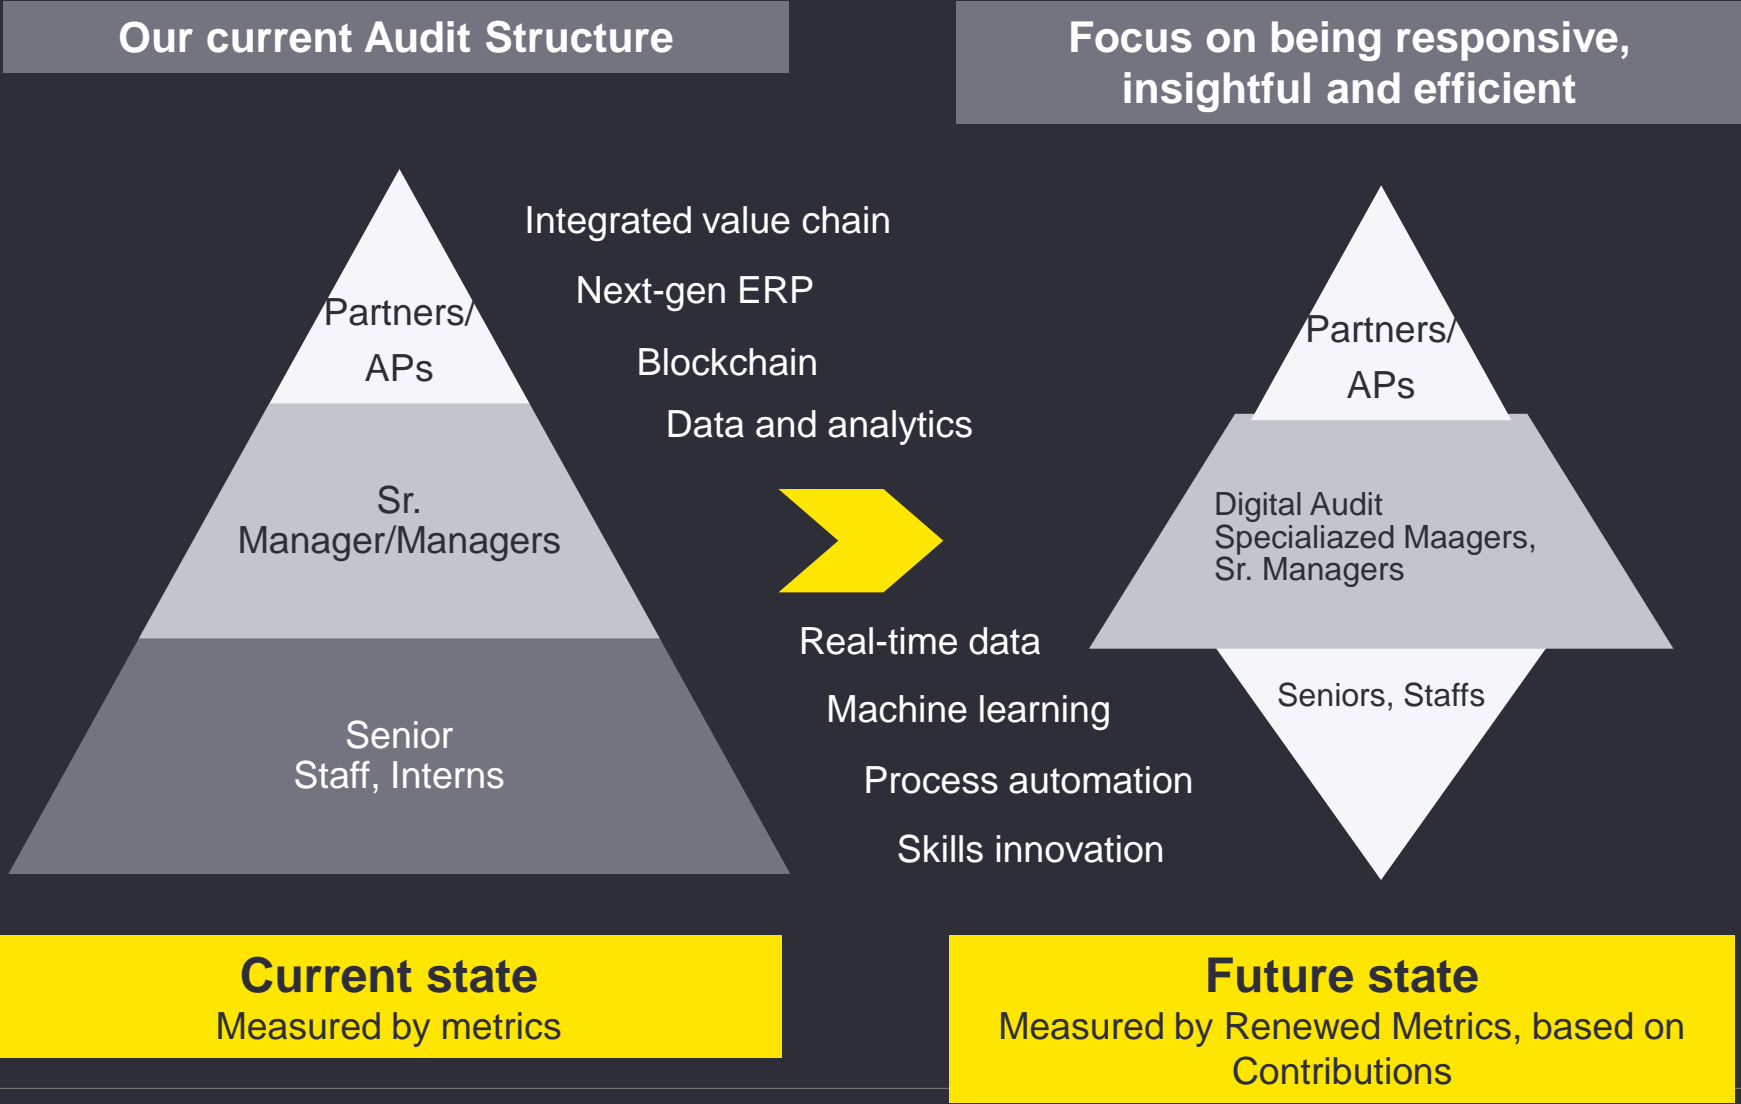 Our current Audit Structure
Focus on being responsive,
insightful and efficient
Partners/
APs
Sr.
Manager/Managers
Senior
Staff, Interns
Integrated value chain
Next-gen ERP
Blockchain
Data and analytics
Real-time data
Machine learning
Process automation
Skills innovation
Partners/
APs
Digital Audit
Specialiazed Maagers,
Sr. Managers
Seniors, Staffs
Current state
Measured by metrics
Future state
Measured by Renewed Metrics, based on
Contributions